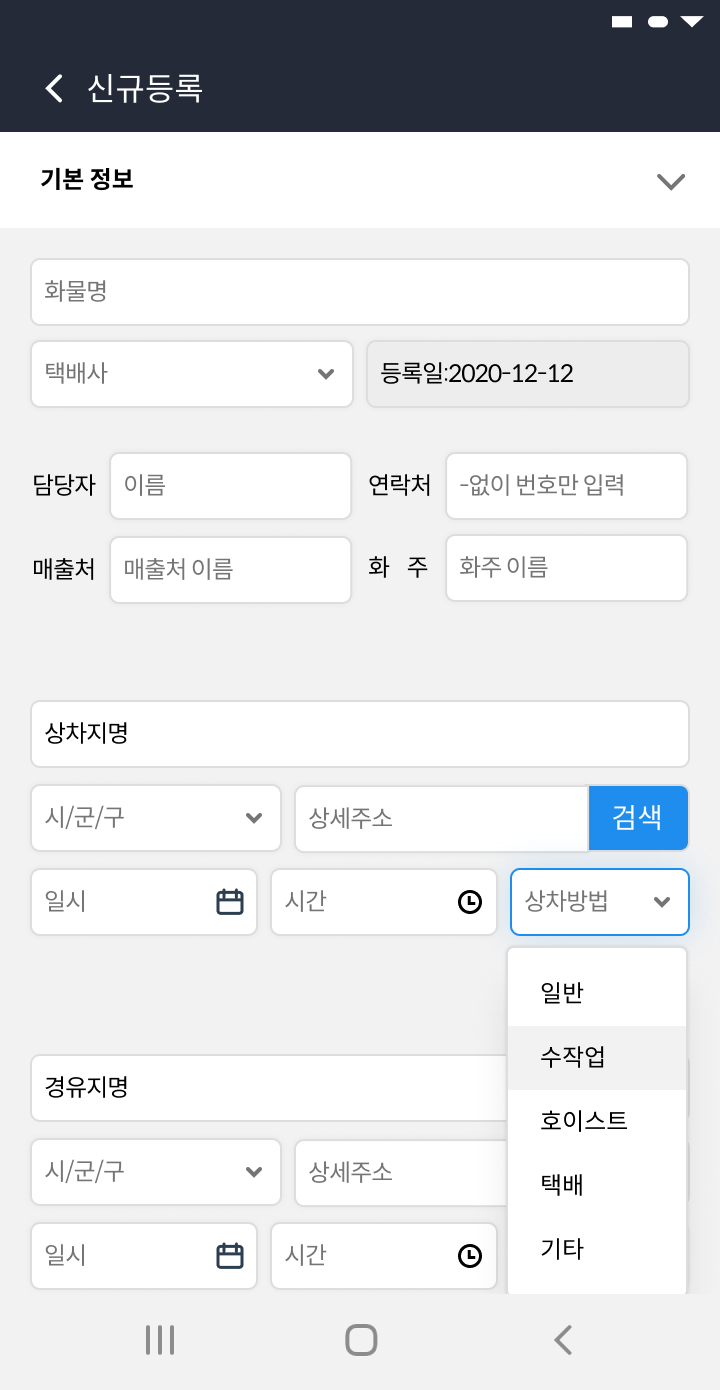 신규등록
기본 정보
화물명
택배사 등록일:2020-12-12
담당자 이름 연락처 -없이 번호만 입력
매출처 매출처 이름 화 주 화주 이름
상차지명
시/군/구 상세주소 검색
일시 시간 상차방법
일반
수작업
경유지명
호이스트
시/군/구 상세주소
택배
일시 시간 기타